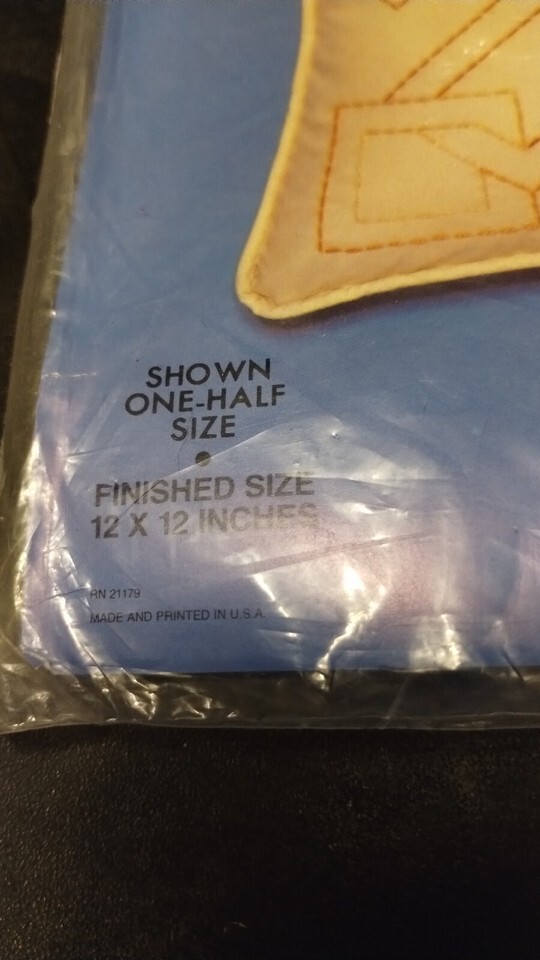 SHOWN
ONE-HALF
SIZE
FINISHED SIZE
12 X 12 INCHES
RN 21179
MADE AND PRINTED IN U.S.A.